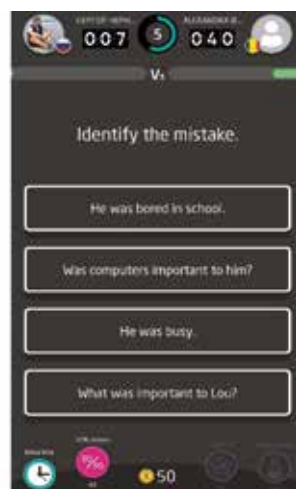 007
5
040
V₁
Identify the mistake.
He was bored in school.
Was computers important to him?
He was busy.
What was important to Lou?
50